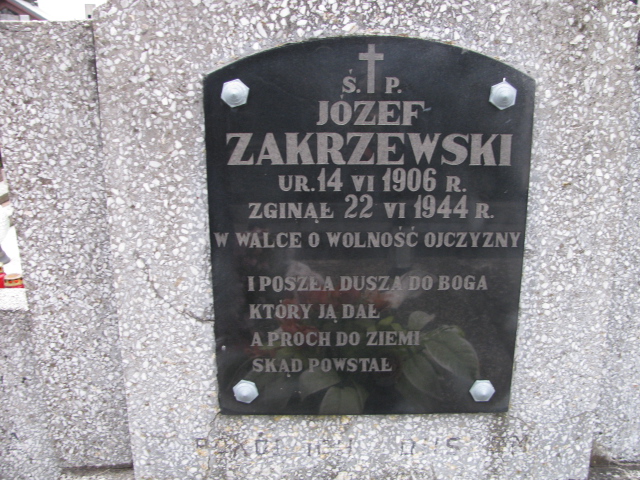 Ś. P.
JÓZEF
ZAKRZEWSKI
UR. 14 VI 1906 R.
ZGINĄŁ 22 VI 1944 R.
W WALCE O WOLNOŚĆ OJCZYZNY
I POSZŁA DUSZA DO BOGA
KTÓRY JĄ DAŁ
A PROCH DO ZIEMI
SKĄD POWSTAŁ